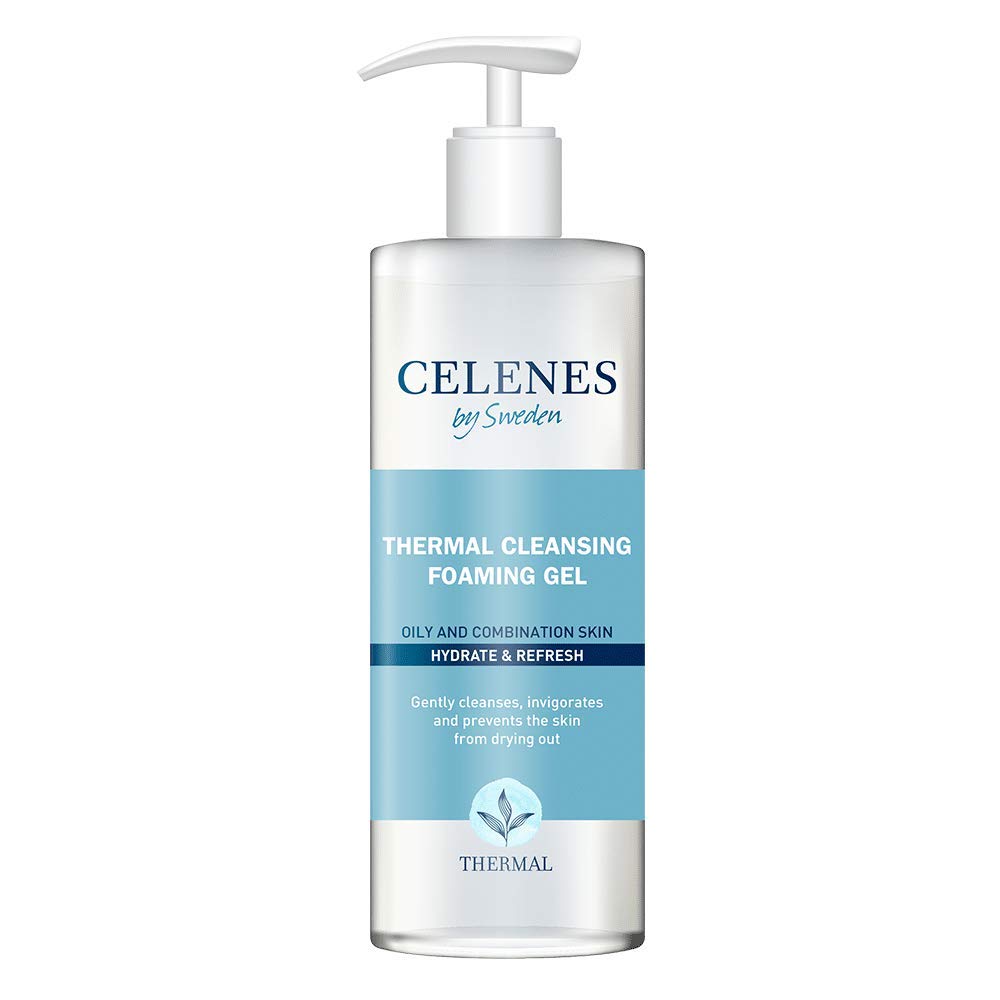 CELENES
by Sweden
THERMAL CLEANSING
FOAMING GEL
OILY AND COMBINATION SKIN
HYDRATE & REFRESH
Gently cleanses, invigorates
and prevents the skin
from drying out
THERMAL